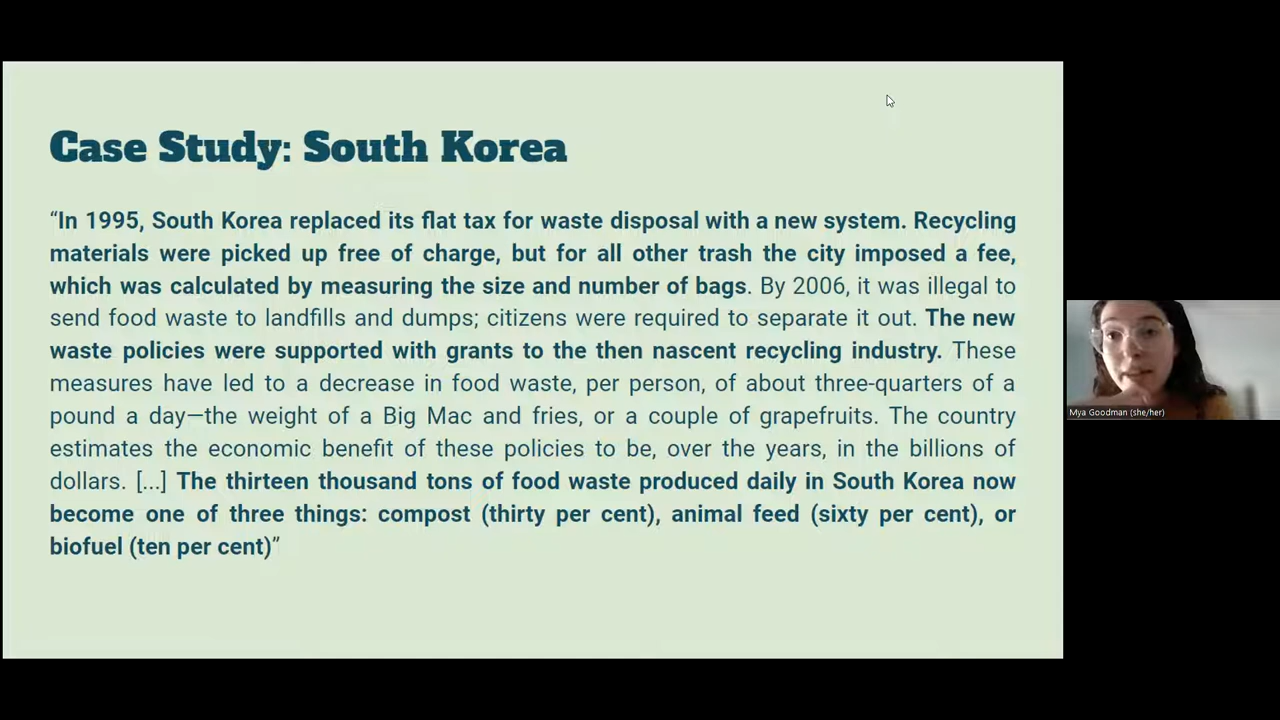 Case Study: South Korea
“In 1995, South Korea replaced its flat tax for waste disposal with a new system. Recycling
materials were picked up free of charge, but for all other trash the city imposed a fee,
which was calculated by measuring the size and number of bags. By 2006, it was illegal to
send food waste to landfills and dumps; citizens were required to separate it out. The new
waste policies were supported with grants to the then nascent recycling industry. These
measures have led to a decrease in food waste, per person, of about three-quarters of a
pound a day—the weight of a Big Mac and fries, or a couple of grapefruits. The country
estimates the economic benefit of these policies to be, over the years, in the billions of
dollars. [...] The thirteen thousand tons of food waste produced daily in South Korea now
become one of three things: compost (thirty per cent), animal feed (sixty per cent), or
biofuel (ten per cent)”
Mya Goodman (she/her)